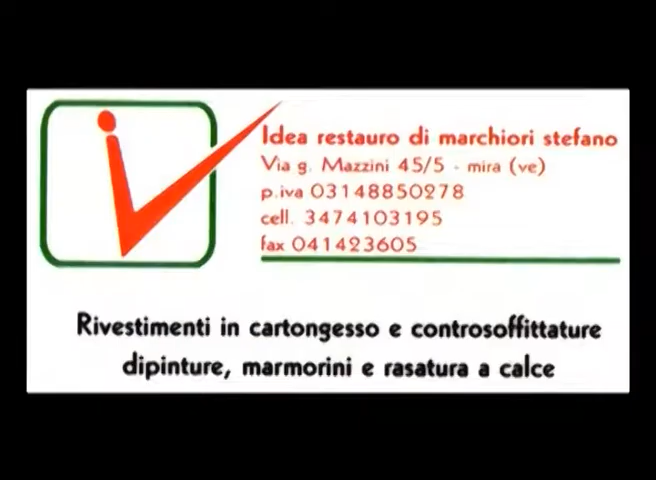 Idea restauro di marchiori stefano
Via g. Mazzini 45/5 - mira (ve)
p.iva 03148850278
cell. 3474103195
fax 041423605
Rivestimenti in cartongesso e controsoffittature
dipinture, marmorini e rasatura a calce